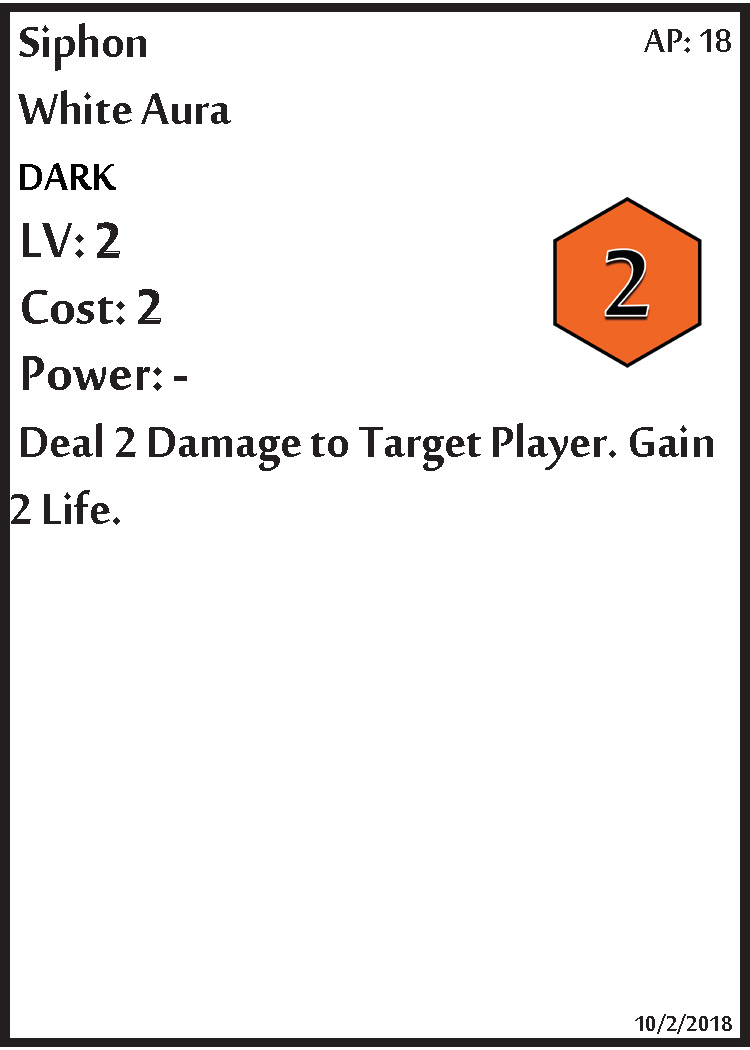 Siphon
AP: 18
White Aura
DARK
LV: 2
Cost: 2
2
Power: -
Deal 2 Damage to Target Player. Gain
2 Life.
10/2/2018